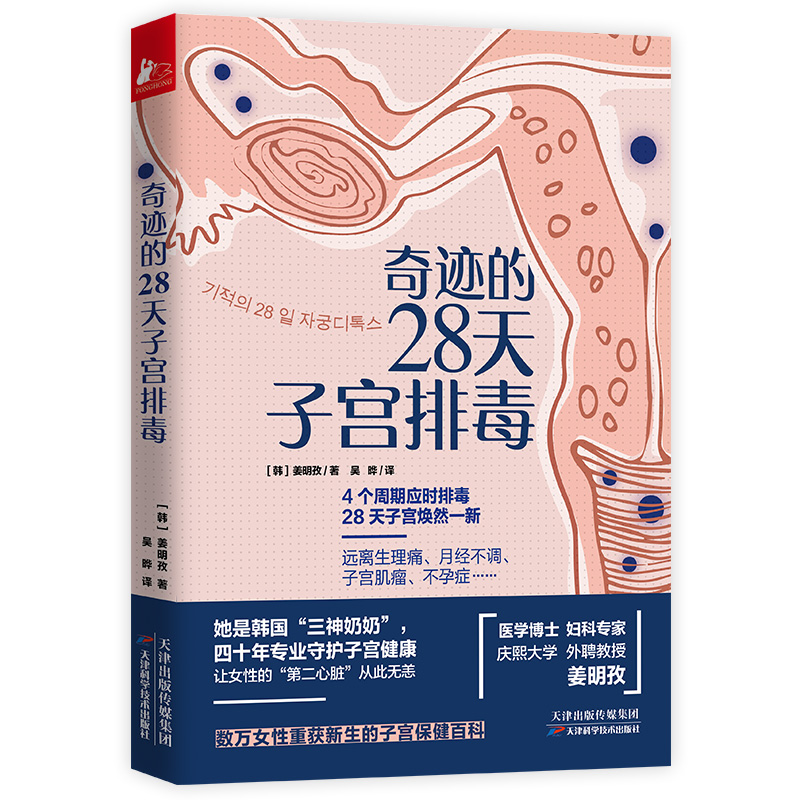 FONGHONG
奇迹的28天子宫排毒
[韩] 姜明孜 著
吴晔 译
天津出版传媒集团
天津科学技术出版社
기적의 28 일 자궁디톡스
奇迹的
28天
子宫排毒
[韩] 姜明孜/著 吴 晔/译
4 个周期应时排毒
28 天子宫焕然一新
远离生理痛、月经不调、
子宫肌瘤、不孕症……
她是韩国“三神奶奶”，
四十年专业守护子宫健康
让女性的“第二心脏”从此无恙
数万女性重获新生的子宫保健百科
医学博士 妇科专家
庆熙大学 外聘教授
姜明孜
天津出版传媒集团
天津科学技术出版社